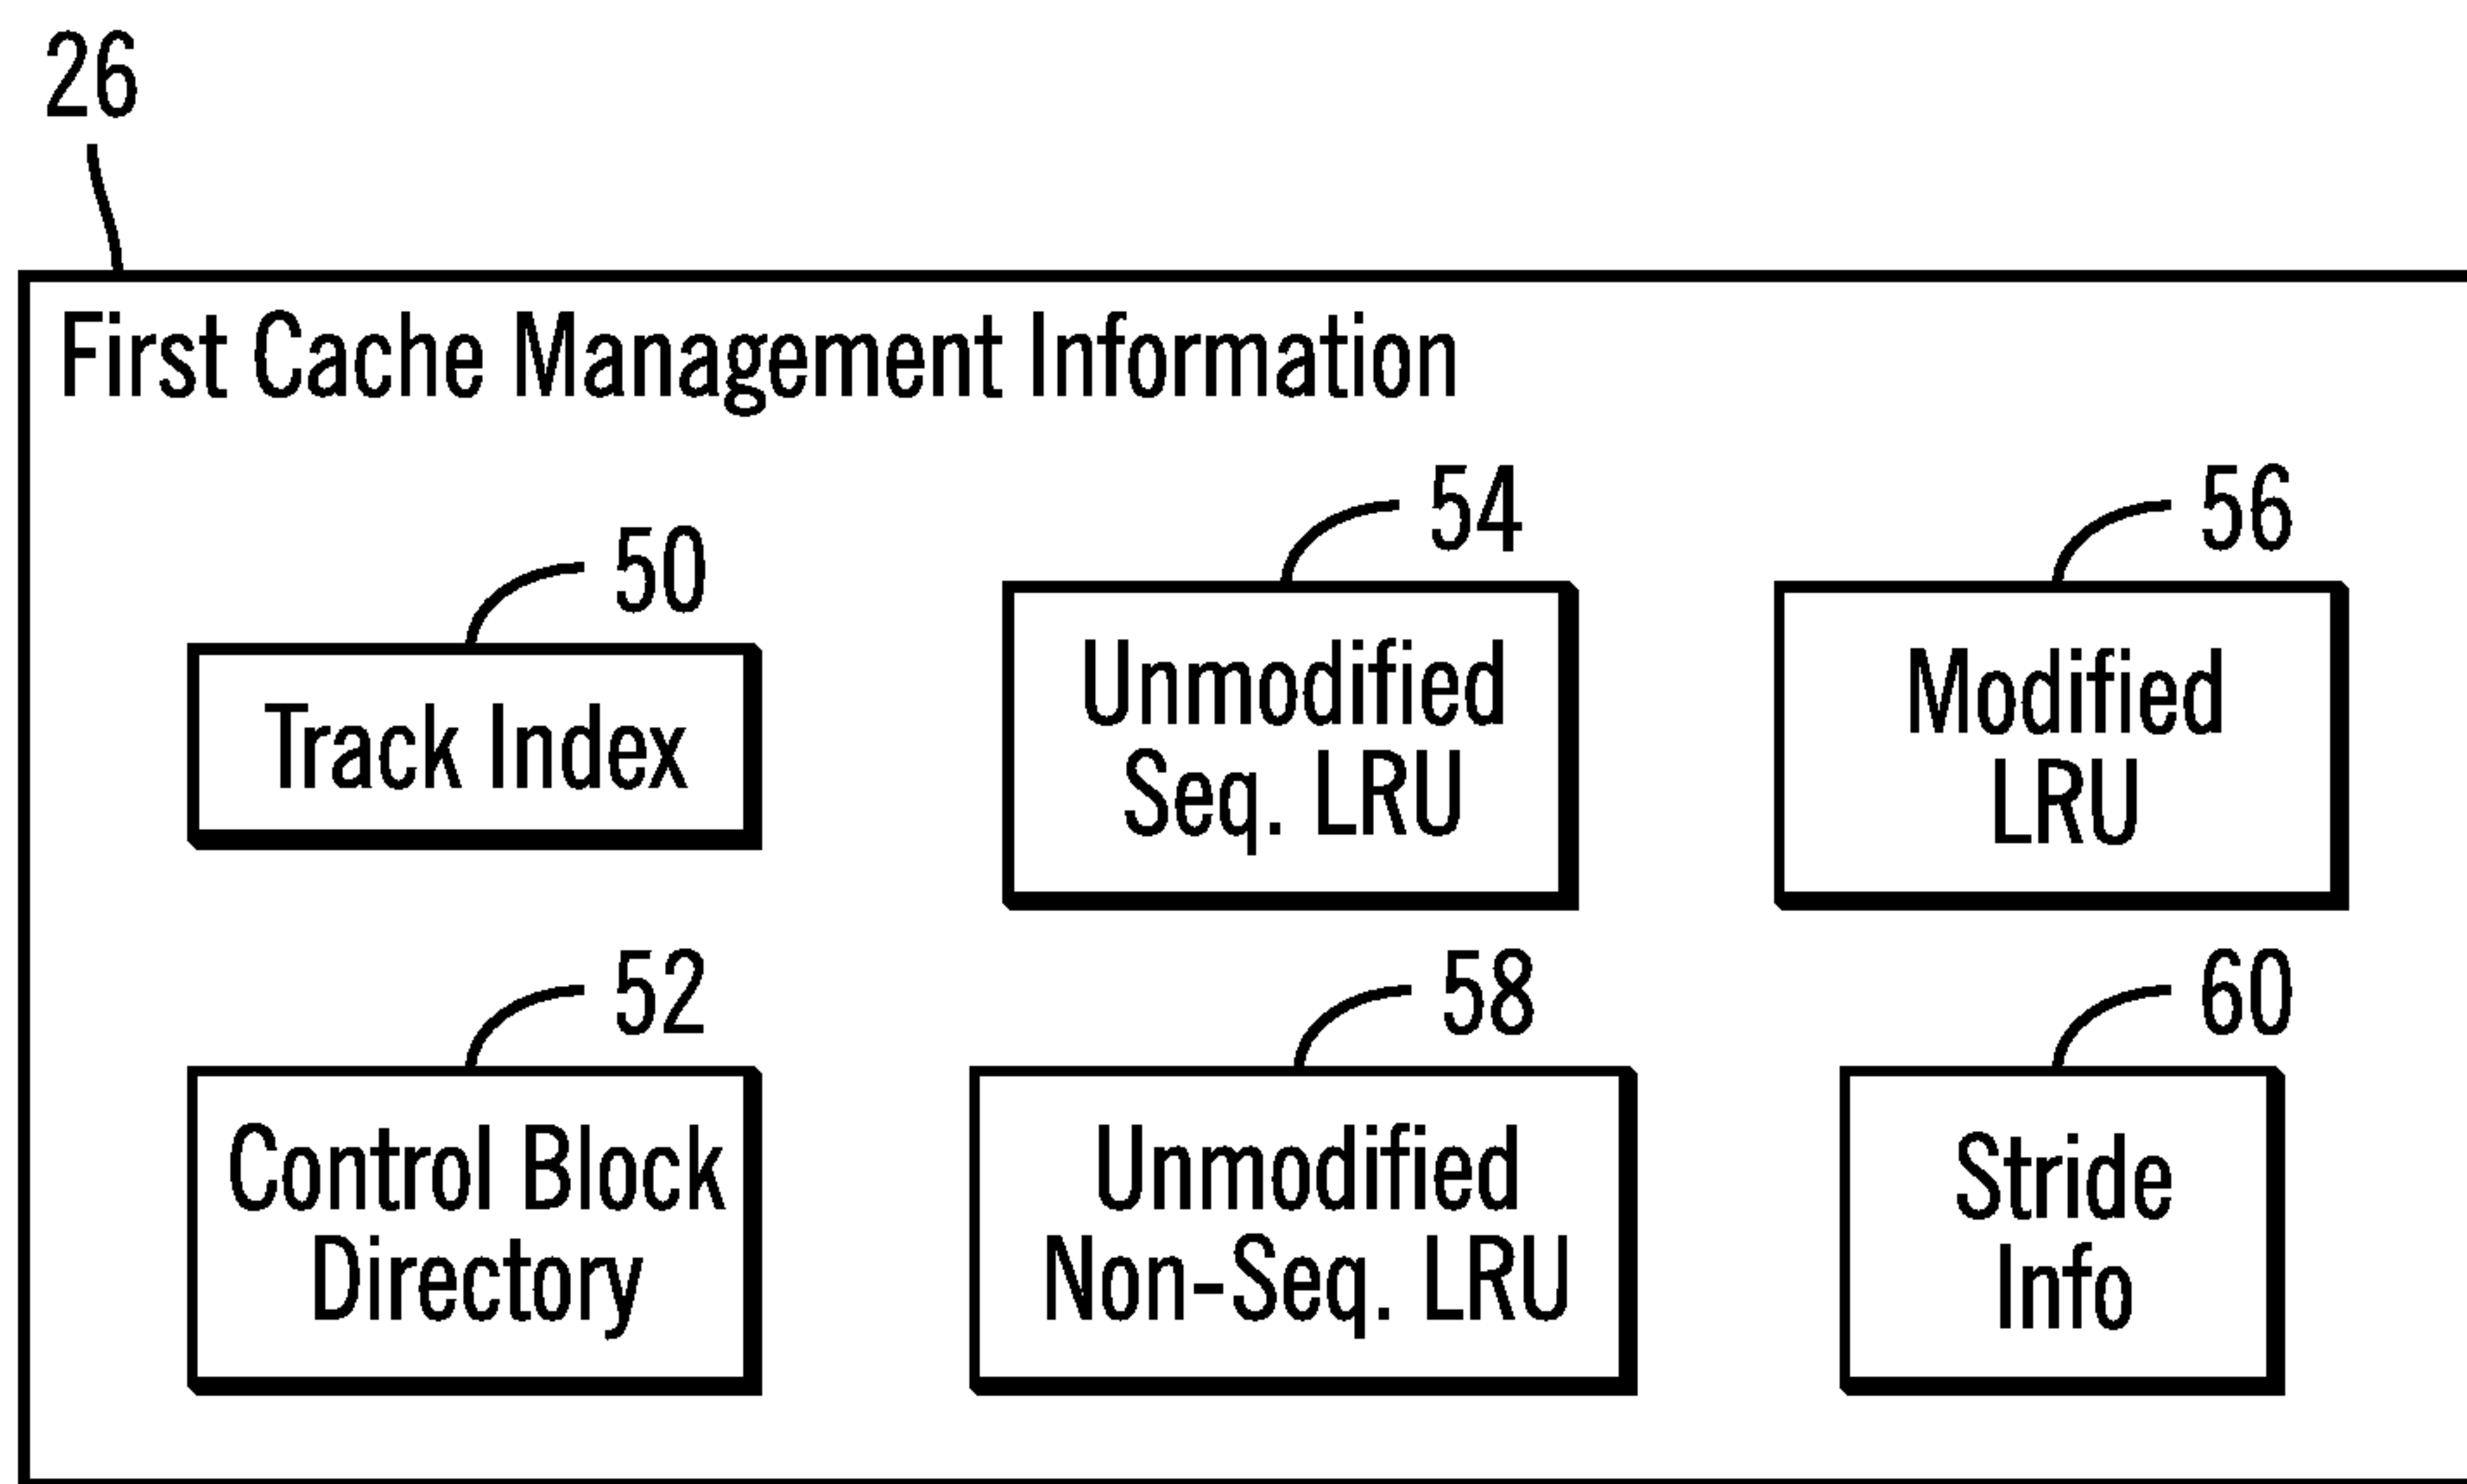 26
First Cache Management Information
50
Track Index
54
Unmodified
Seq. LRU
56
Modified
LRU
52
Control Block
Directory
58
Unmodified
Non-Seq. LRU
60
Stride
Info